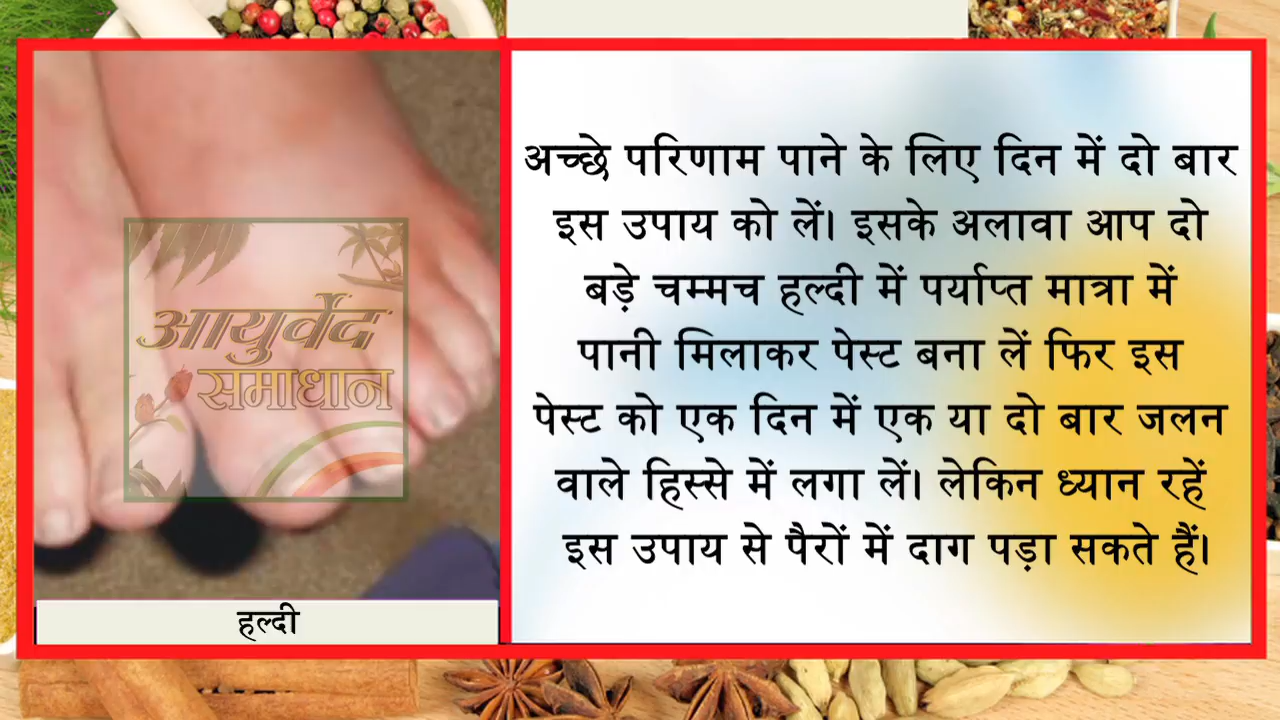 अच्छे परिणाम पाने के लिए दिन में दो बार
इस उपाय को लें। इसके अलावा आप दो
बड़े चम्मच हल्दी में पर्याप्त मात्रा में
पानी मिलाकर पेस्ट बना लें फिर इस
पेस्ट को एक दिन में एक या दो बार जलन
वाले हिस्से में लगा लें। लेकिन ध्यान रहें
इस उपाय से पैरों में दाग पड़ा सकते हैं।
आयुर्वेद
समाधान
हल्दी